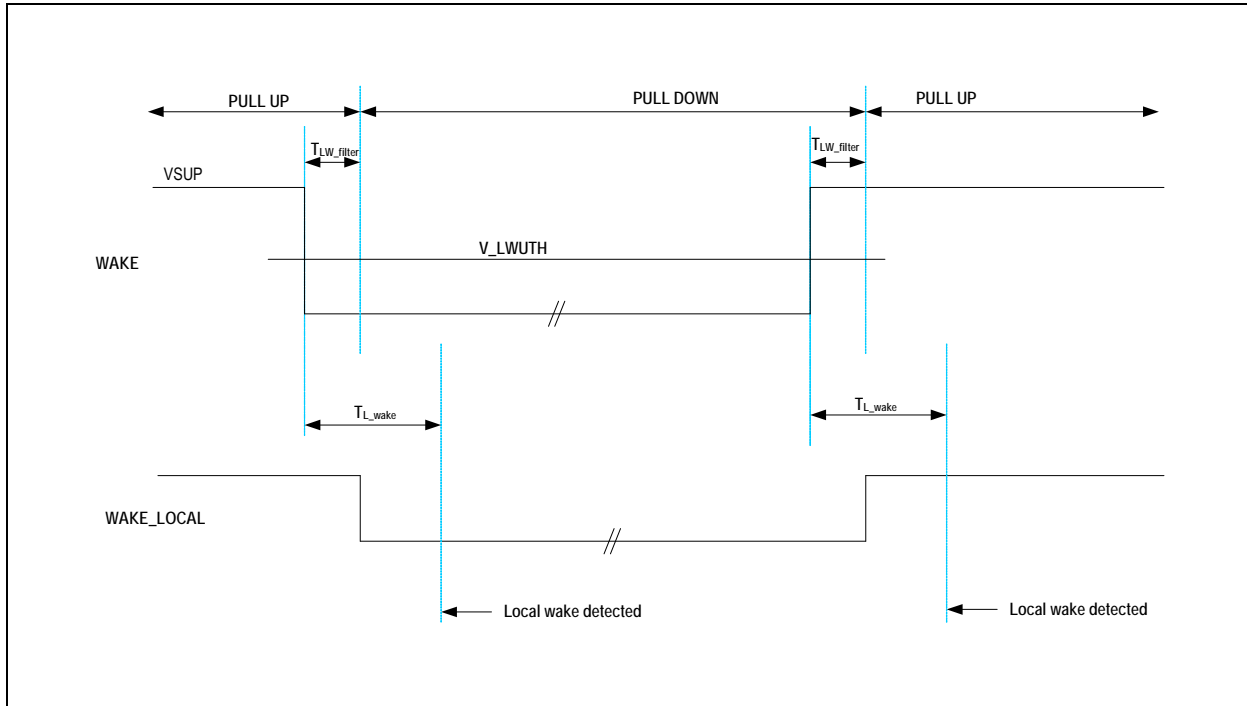 PULL UP
PULL DOWN
PULL UP
TLW_filter
TLW_filter
VSUP
V_LWUTH
WAKE
TL_wake
TL_wake
WAKE_LOCAL
Local wake detected
Local wake detected